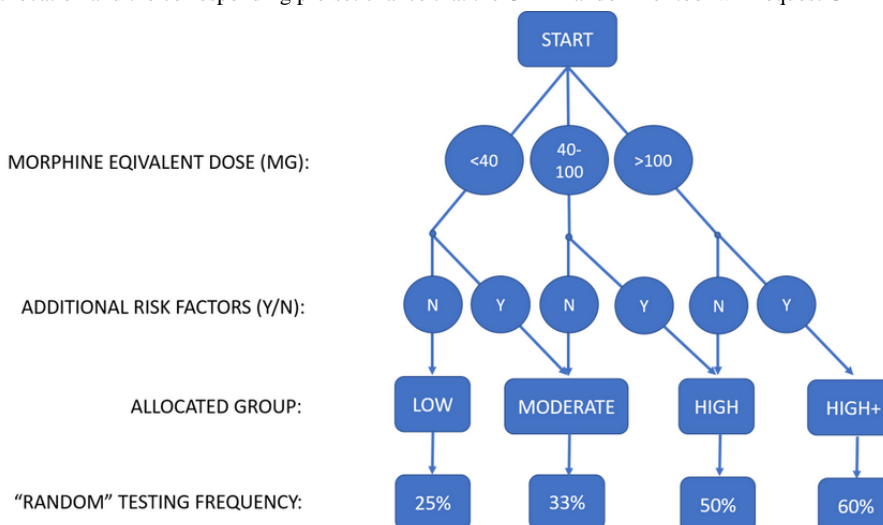 START
MORPHINE EQIVALENT DOSE (MG):
<40
40-
100
>100
ADDITIONAL RISK FACTORS (Y/N):
N
Y
N
Y
N
Y
ALLOCATED GROUP:
LOW
MODERATE
HIGH
HIGH+
“RANDOM” TESTING FREQUENCY:
25%
33%
50%
60%